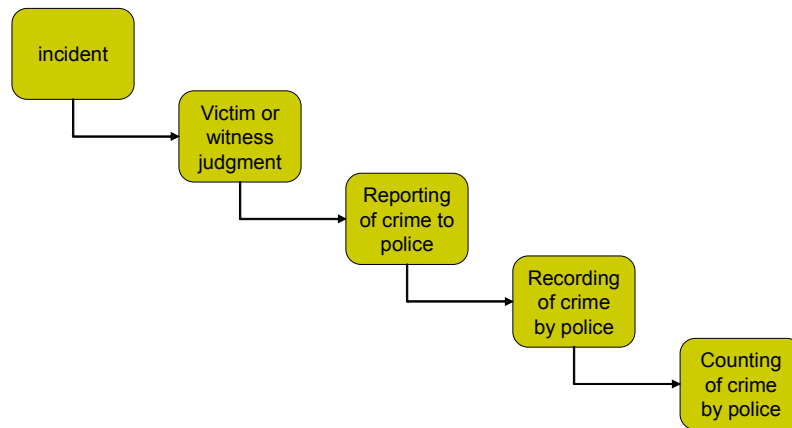 incident
Victim or
witness
judgment
Reporting
of crime to
police
Recording
of crime
by police
Counting
of crime
by police